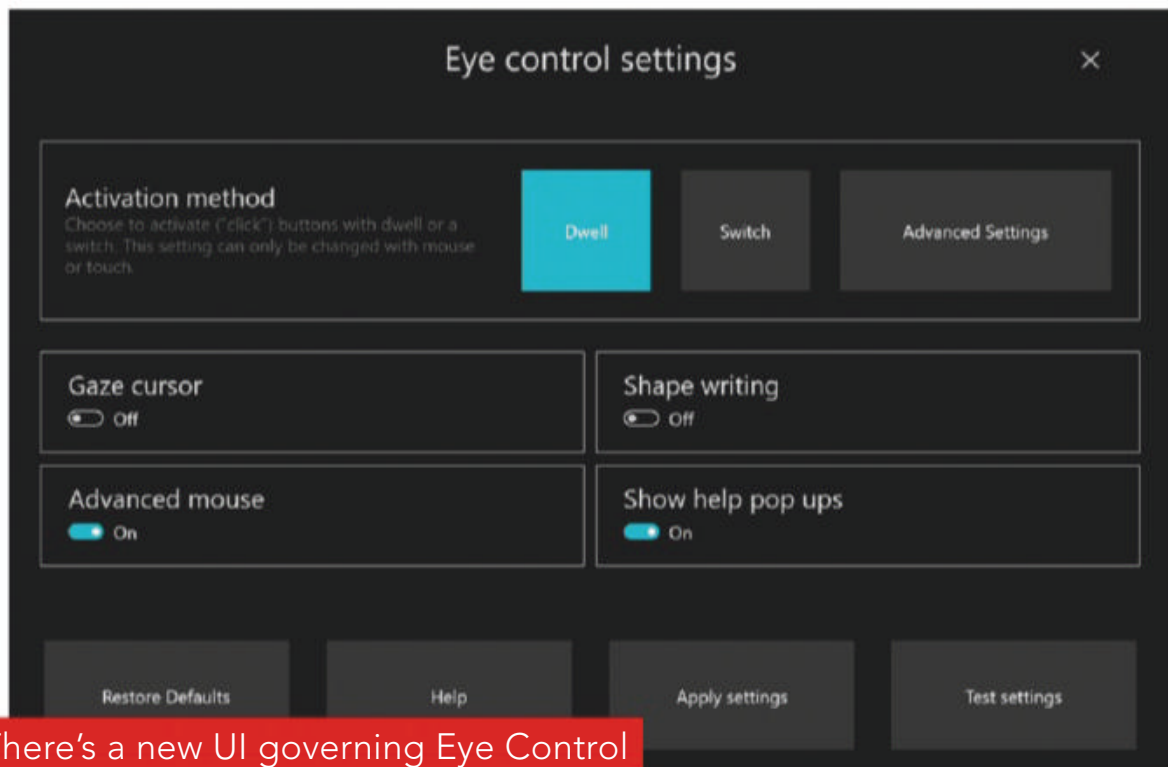 Eye control settings
Activation method
Choose to activate ("click") buttons with dwell or a
switch. This setting can only be changed with mouse
or touch.
Dwell
Switch
Advanced Settings
Gaze cursor
Off
Shape writing
Off
Advanced mouse
On
Show help pop ups
On
Restore Defaults
Help
Apply settings
Test settings
There's a new UI governing Eye Control